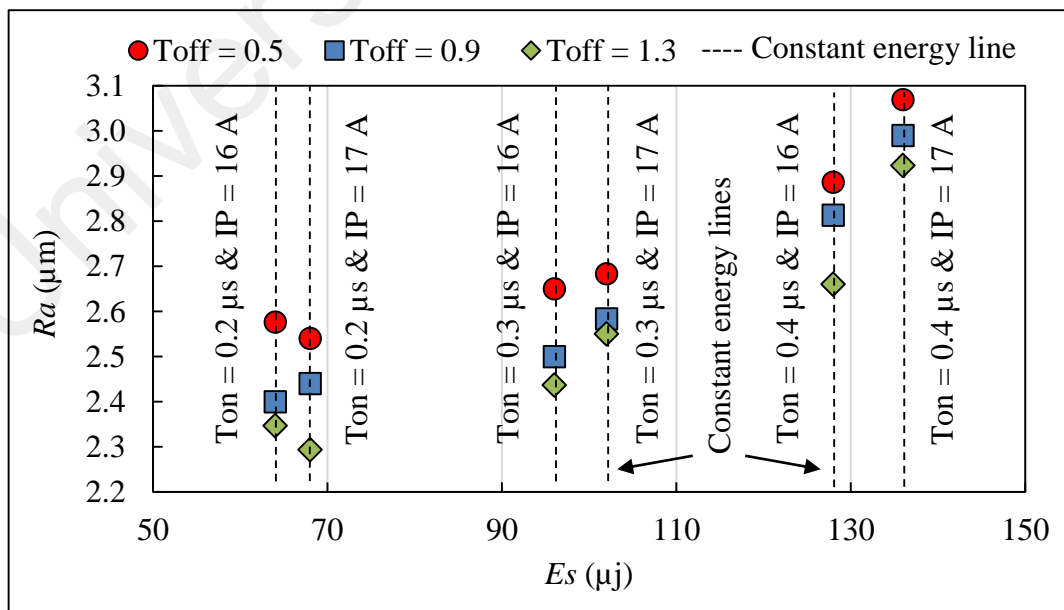 Univers
Toff = 0.5 Toff = 0.9 Toff = 1.3 Constant energy line
3.1
3.0
2.9
2.8
2.7
2.6
2.5
2.4
2.3
2.2
Ra (µm)
Ton = 0.2 µs & IP = 16 A
Ton = 0.2 µs & IP = 17 A
Ton = 0.3 µs & IP = 16 A
Ton = 0.3 µs & IP = 17 A
Constant energy lines
Ton = 0.4 µs & IP = 16 A
Ton = 0.4 µs & IP = 17 A
50 70 90 110 130 150
Es (µj)